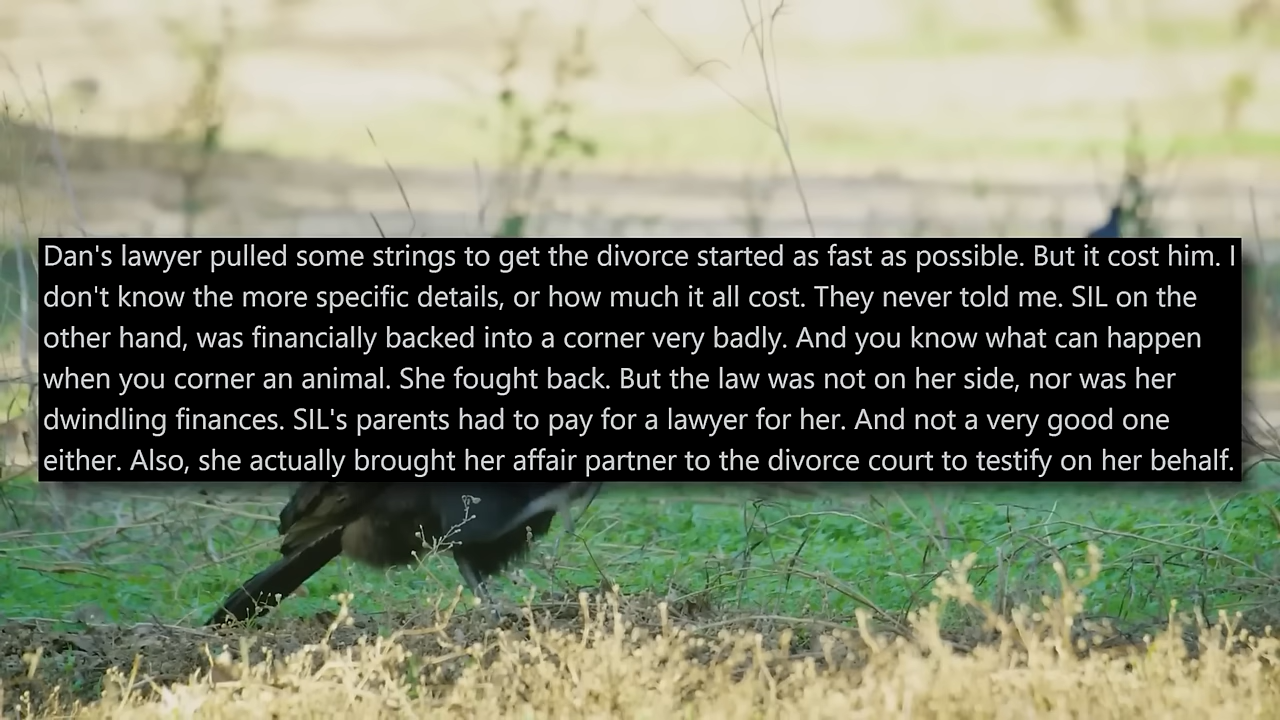 Dan's lawyer pulled some strings to get the divorce started as fast as possible. But it cost him. I
don't know the more specific details, or how much it all cost. They never told me. SIL on the
other hand, was financially backed into a corner very badly. And you know what can happen
when you corner an animal. She fought back. But the law was not on her side, nor was her
dwindling finances. SIL's parents had to pay for a lawyer for her. And not a very good one
either. Also, she actually brought her affair partner to the divorce court to testify on her behalf.